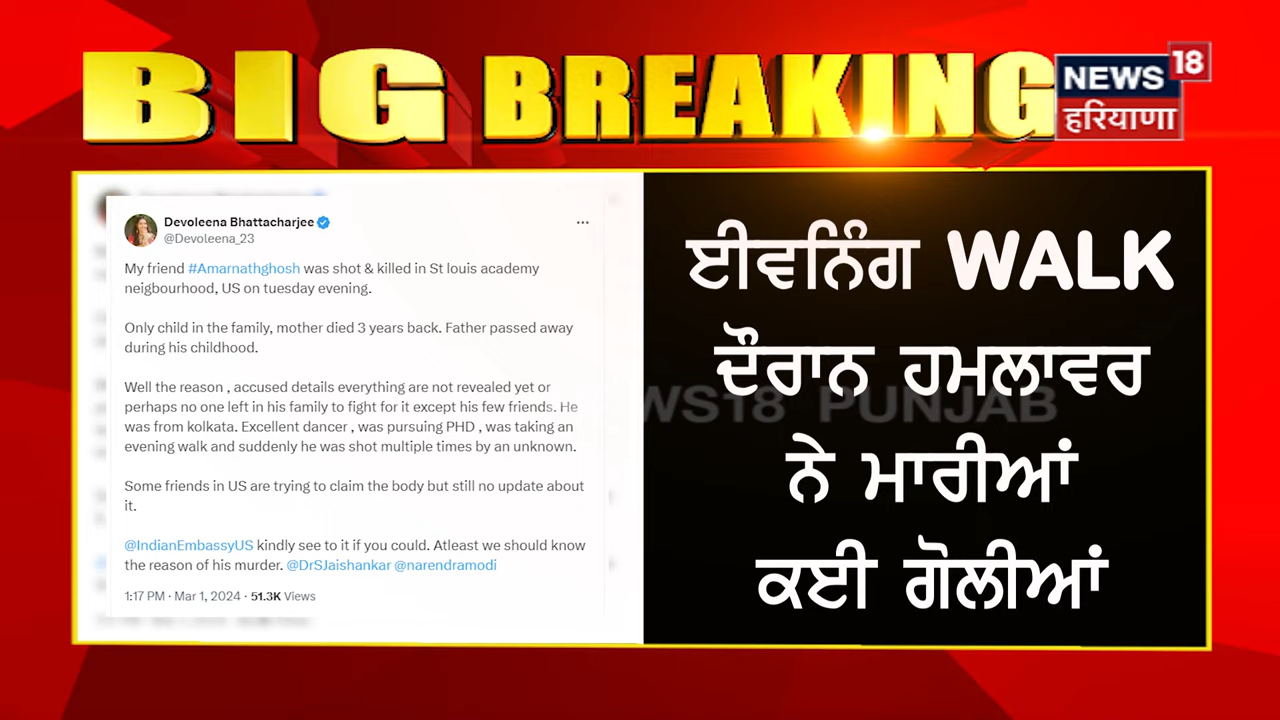 BIG BREAKING
NEWS 18
हरियाणा
Devoleena Bhattacharjee
@Devoleena_23
My friend #Amarnathghosh was shot & killed in St louis academy
neigbourhood, US on tuesday evening.
Only child in the family, mother died 3 years back. Father passed away
during his childhood.
Well the reason , accused details everything are not revealed yet or
perhaps no one left in his family to fight for it except his few friends. He
was from kolkata. Excellent dancer , was pursuing PHD , was taking an
evening walk and suddenly he was shot multiple times by an unknown.
Some friends in US are trying to claim the body but still no update about
it.
@IndianEmbassyUS kindly see to it if you could. Atleast we should know
the reason of his murder. @DrSJaishankar @narendramodi
1:17 PM · Mar 1, 2024 · 51.3K Views
ਈਵਨਿੰਗ WALK
ਦੌਰਾਨ ਹਮਲਾਵਰ
ਨੇ ਮਾਰੀਆਂ
ਕਈ ਗੋਲੀਆਂ
NEWS18 PUNJAB